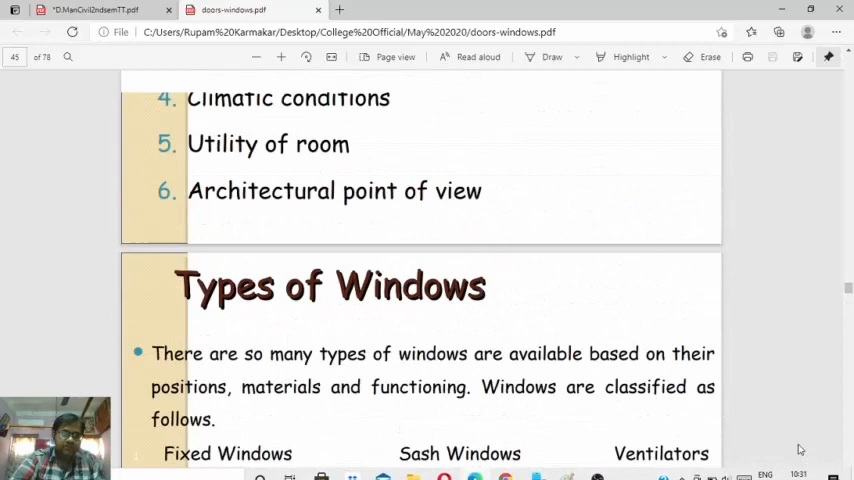 *D.ManCivil2ndsemTT.pdf
doors-windows.pdf
File
C:/Users/Rupam%20Karmakar/Desktop/College%20Official/May%202020/doors-windows.pdf
45 of 78
Page view
Read aloud
Draw
Highlight
Erase
4. Climatic conditions
5. Utility of room
6. Architectural point of view
Types of Windows
There are so many types of windows are available based on their
positions, materials and functioning. Windows are classified as
follows.
Fixed Windows Sash Windows Ventilators
ENG
10:31